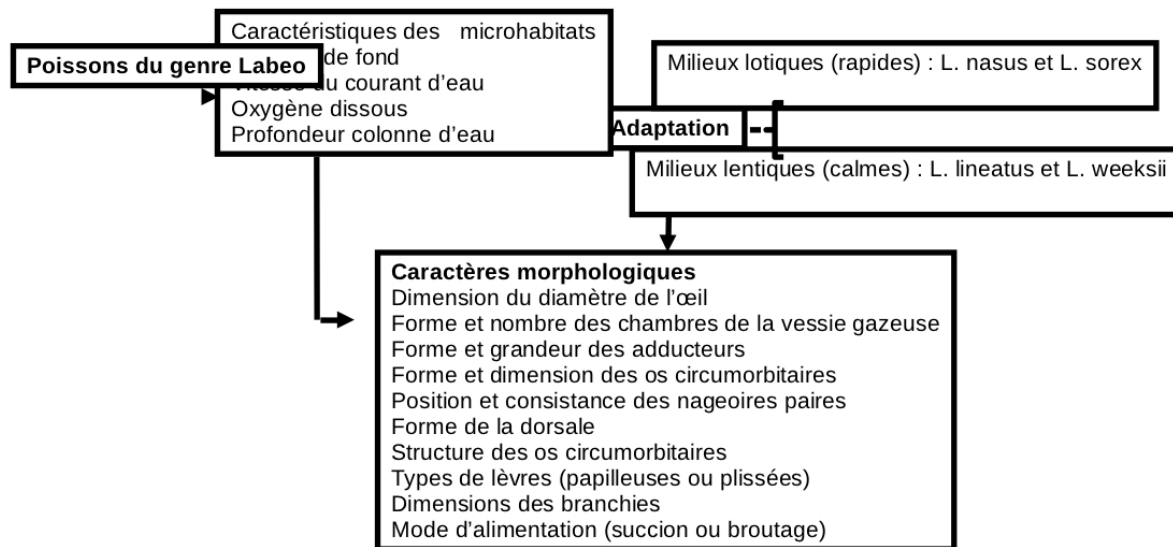 Caractéristiques des microhabitats
Poissons du genre Labeo
de fond
du courant d'eau
Oxygène dissous
Profondeur colonne d'eau
Milieux lotiques (rapides) : L. nasus et L. sorex
Adaptation
Milieux lentiques (calmes) : L. lineatus et L. weeksii
Caractères morphologiques
Dimension du diamètre de l'œil
Forme et nombre des chambres de la vessie gazeuse
Forme et grandeur des adducteurs
Forme et dimension des os circumorbitaires
Position et consistance des nageoires paires
Forme de la dorsale
Structure des os circumorbitaires
Types de lèvres (papilleuses ou plissées)
Dimensions des branchies
Mode d'alimentation (succion ou broutage)